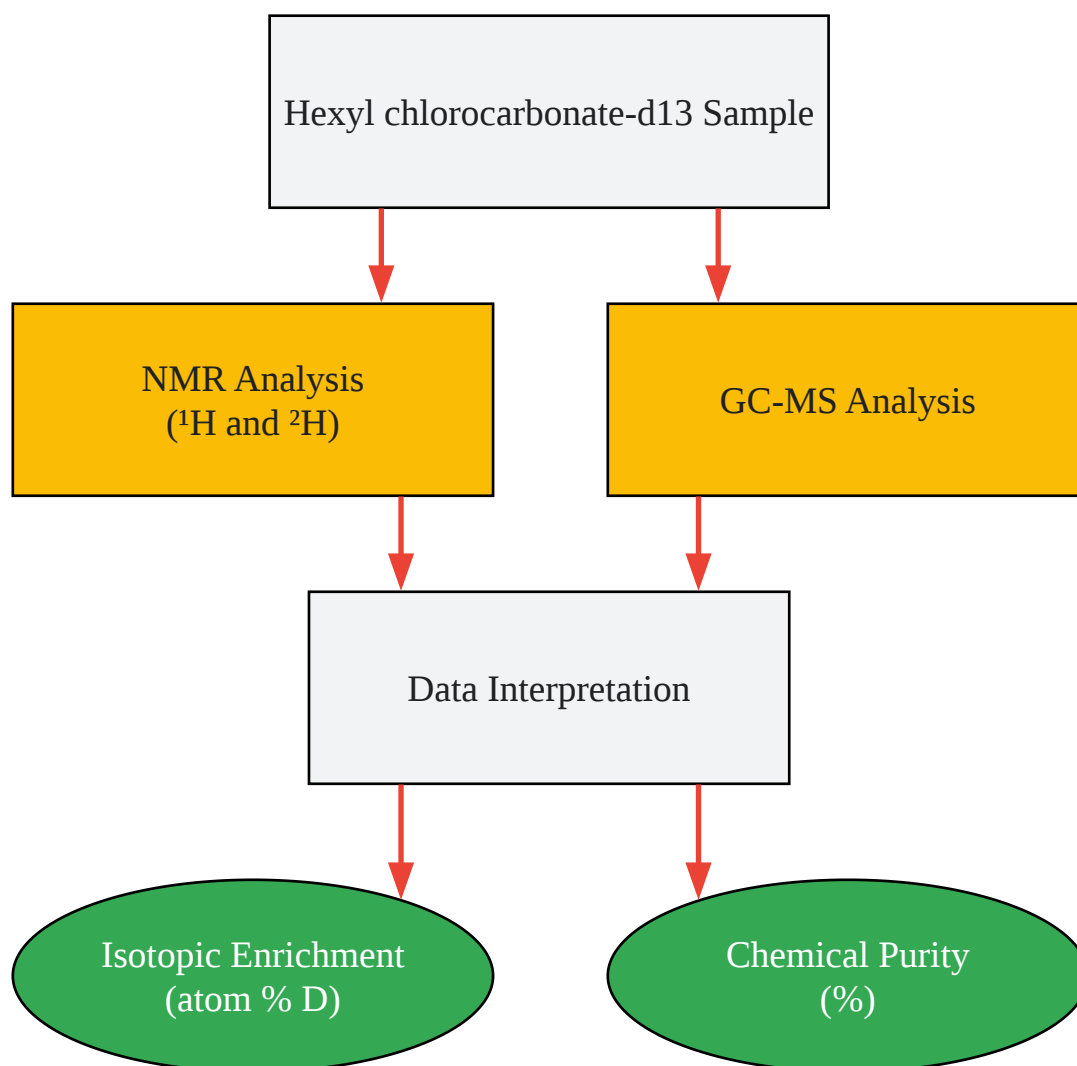 Hexyl chlorocarbonate-d13 Sample
NMR Analysis
(¹H and ²H)
GC-MS Analysis
Data Interpretation
Isotopic Enrichment
(atom % D)
Chemical Purity
(%)